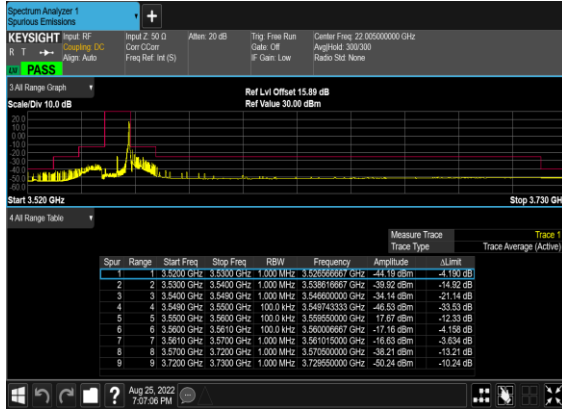 Spectrum Analyzer 1
Spurious Emissions
KEYSIGHT Input: RF Input Z: 50 Ω Atten: 20 dB Trig: Free Run Center Freq: 22.005000000 GHz
R T Coupling: DC Corr CCorr Gate: Off Avg|Hold: 300/300
Align: Auto Freq Ref: Int (S) IF Gain: Low Radio Std: None
PASS
3 All Range Graph Ref Lvl Offset 15.89 dB
Scale/Div 10.0 dB Ref Value 30.00 dBm
20.0
10.0
0.00
-10.0
-20.0
-30.0
-40.0
-50.0
-60.0
Start 3.520 GHz Stop 3.730 GH
4 All Range Table
Measure Trace Trace 1
Trace Type Trace Average (Active)
Spur Range Start Freq Stop Freq RBW Frequency Amplitude ΔLimit
1 1 3.5200 GHz 3.5300 GHz 1.000 MHz 3.526566667 GHz -44.19 dBm -4.190 dB
2 2 3.5300 GHz 3.5390 GHz 1.000 MHz 3.538616667 GHz -39.92 dBm -14.92 dB
3 3 3.5400 GHz 3.5490 GHz 1.000 MHz 3.546600000 GHz -34.14 dBm -21.14 dB
4 4 3.5490 GHz 3.5500 GHz 100.0 kHz 3.549743333 GHz -46.53 dBm -33.53 dB
5 5 3.5500 GHz 3.5600 GHz 100.0 kHz 3.559550000 GHz 17.67 dBm -12.33 dB
6 6 3.5600 GHz 3.5610 GHz 100.0 kHz 3.560006667 GHz -17.16 dBm -4.158 dB
7 7 3.5610 GHz 3.5700 GHz 1.000 MHz 3.561015000 GHz -16.63 dBm -3.634 dB
8 8 3.5700 GHz 3.7200 GHz 1.000 MHz 3.570500000 GHz -38.21 dBm -13.21 dB
9 9 3.7200 GHz 3.7300 GHz 1.000 MHz 3.729550000 GHz -50.24 dBm -10.24 dB
Aug 25, 2022
7:07:06 PM